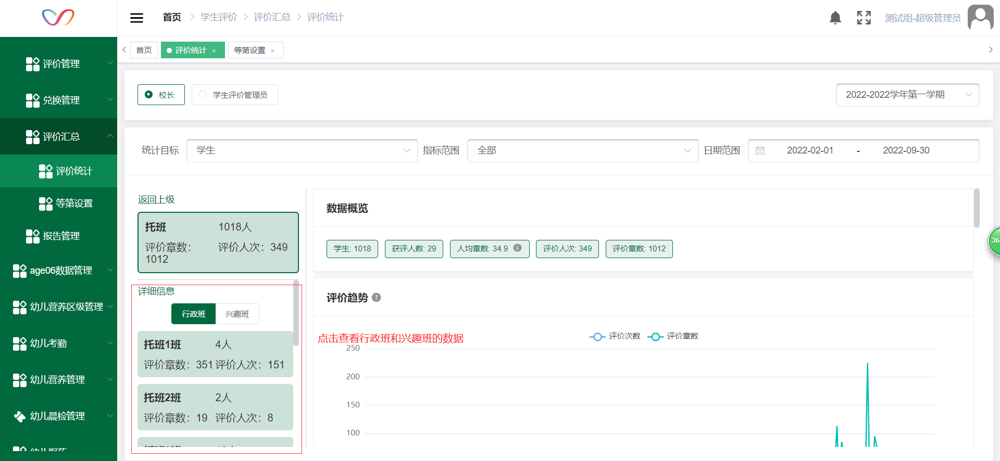 首页
学生评价
评价汇总
评价统计
测试组-超级管理员
首页
评价统计 ×
等第设置 ×
评价管理
兑换管理
评价汇总
评价统计
等第设置
报告管理
age06数据管理
幼儿营养区级管理
幼儿考勤
幼儿营养管理
幼儿晨检管理
校长
学生评价管理员
2022-2022学年第一学期
统计目标
学生
指标范围
全部
日期范围
2022-02-01 - 2022-09-30
返回上级
托班 1018人
评价章数：
1012
评价人次：349
详细信息
行政班 兴趣班
托班1班 4人
评价章数：351 评价人次：151
托班2班 2人
评价章数：19 评价人次：8
数据概览
学生: 1018
获评人数: 29
人均章数: 34.9
评价人次: 349
评价章数: 1012
评价趋势
点击查看行政班和兴趣班的数据
评价次数 评价章数
250
200
150
100
36